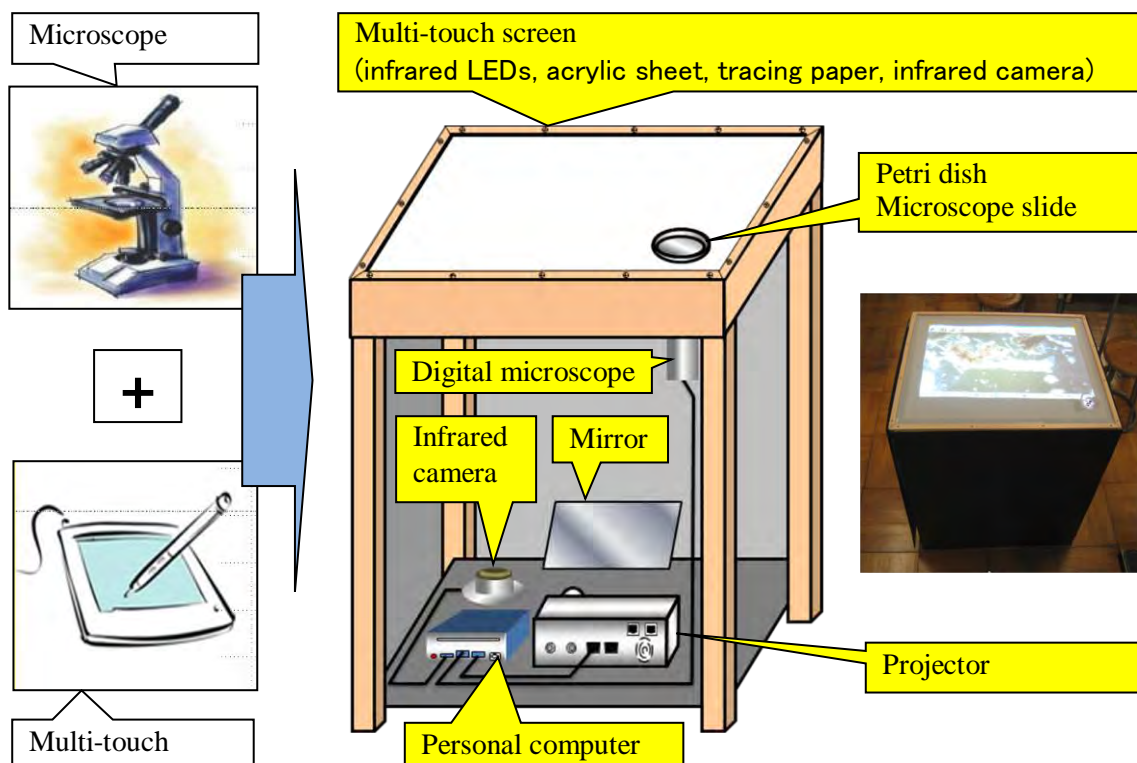 Microscope
Multi-touch screen
(infrared LEDs, acrylic sheet, tracing paper, infrared camera)
Petri dish
Microscope slide
Digital microscope
+
Infrared
camera
Mirror
Projector
Multi-touch
Personal computer